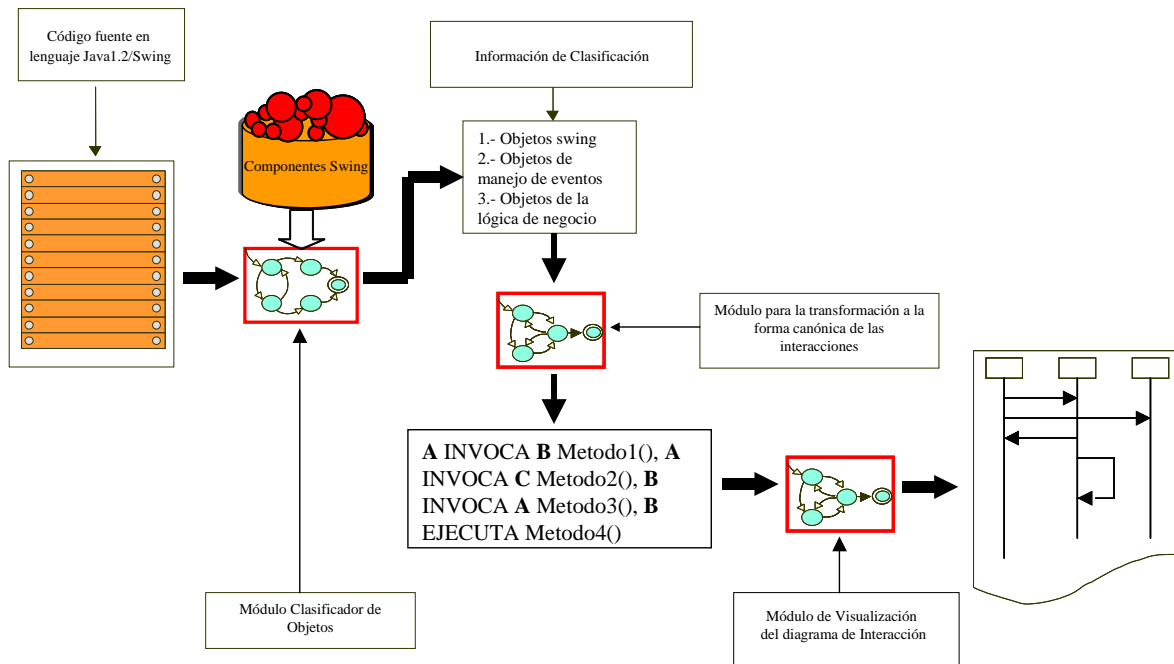 Código fuente en
lenguaje Java1.2/Swing
Información de Clasificación
Componentes Swing
1.- Objetos swing
2.- Objetos de
manejo de eventos
3.- Objetos de la
lógica de negocio
Módulo para la transformación a la
forma canónica de las
interacciones
A INVOCA B Metodo1(), A
INVOCA C Metodo2(), B
INVOCA A Metodo3(), B
EJECUTA Metodo4()
Módulo Clasificador de
Objetos
Módulo de Visualización
del diagrama de Interacción